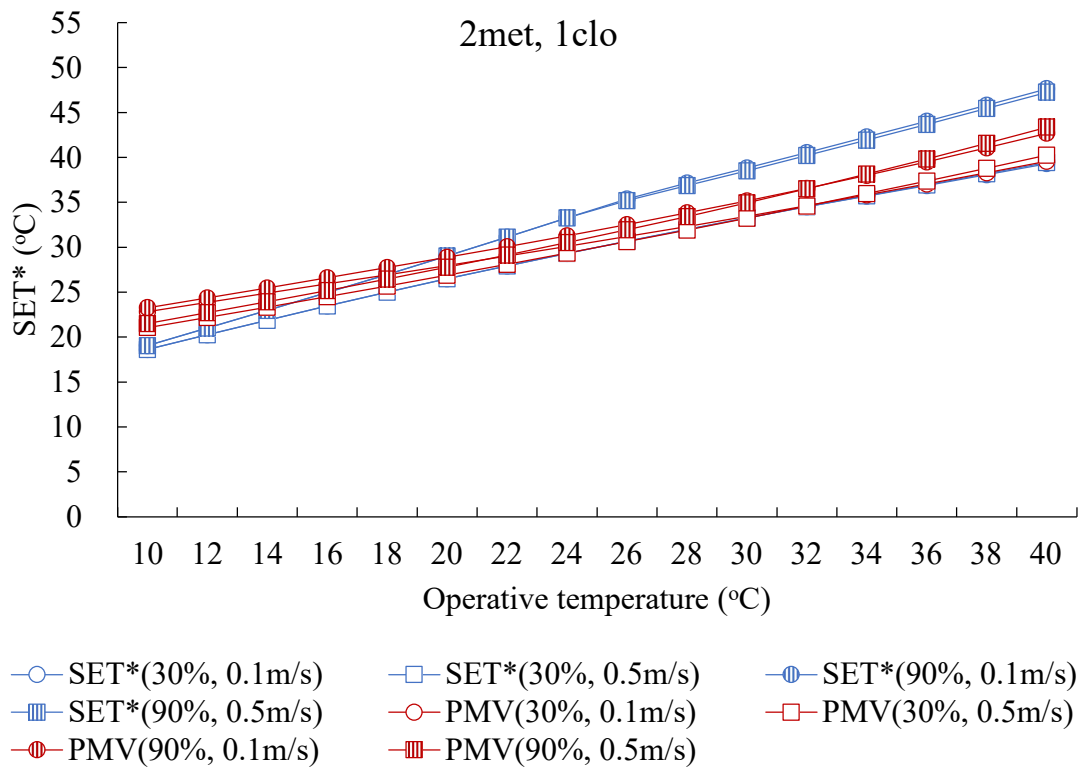 2met, 1clo
55
50
45
40
35
30
25
20
15
10
5
0
SET* (°C)
10 12 14 16 18 20 22 24 26 28 30 32 34 36 38 40
Operative temperature (°C)
SET*(30%, 0.1m/s) SET*(30%, 0.5m/s) SET*(90%, 0.1m/s)
SET*(90%, 0.5m/s) PMV(30%, 0.1m/s) PMV(30%, 0.5m/s)
PMV(90%, 0.1m/s) PMV(90%, 0.5m/s)